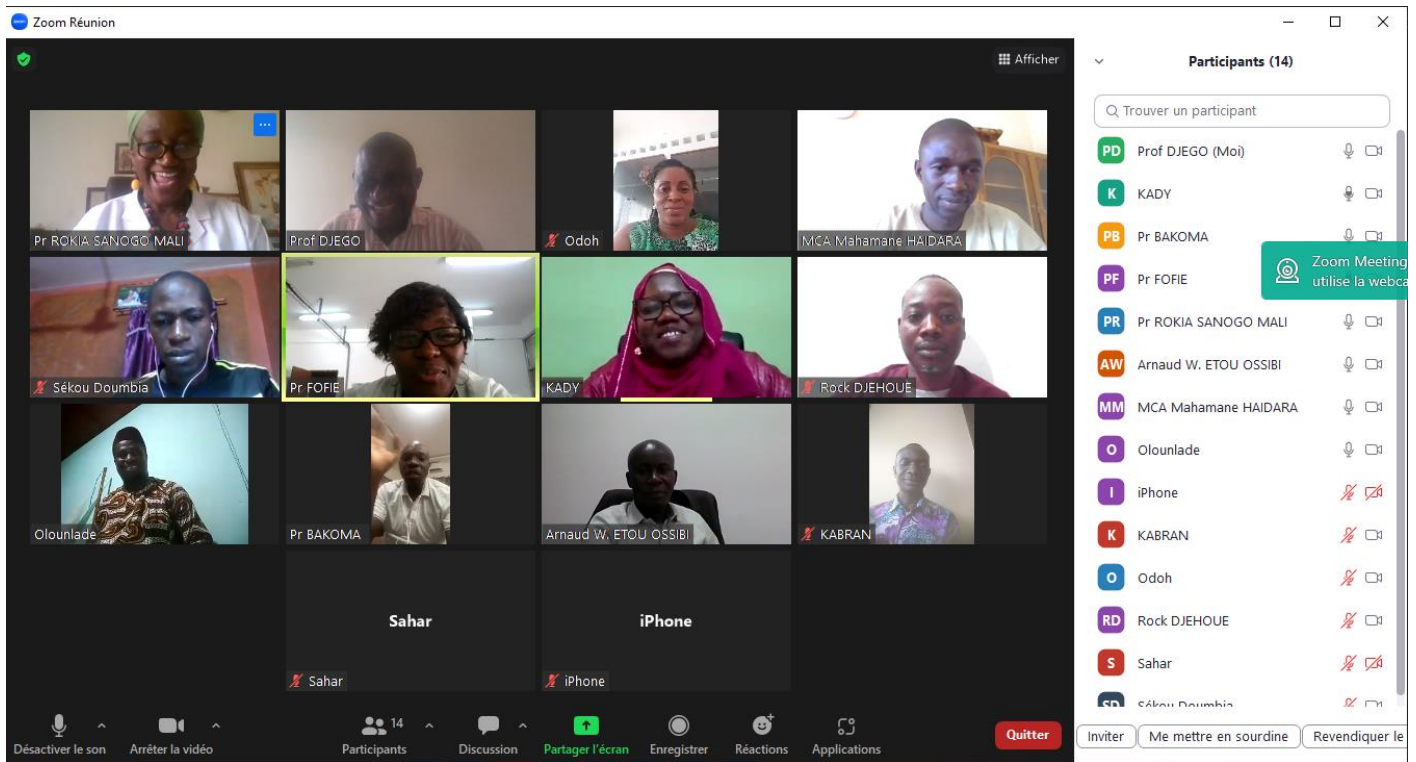 Zoom Réunion
Afficher
Pr ROKIA SANOGO MALI
Prof DJEGO
Odoh
MCA Mahamane HAIDARA
Sékou Doumbia
Pr FOFIE
KADY
Rock DJEHOUE
Olounlade
Pr BAKOMA
Arnaud W. ETOU OSSIBI
KABRAN
Sahar
iPhone
Sahar
iPhone
Désactiver le son
Arrêter la vidéo
14
Participants
Discussion
Partager l'écran
Enregistrer
Réactions
Applications
Quitter
Participants (14)
Trouver un participant
PD Prof DJEGO (Moi)
K KADY
PB Pr BAKOMA
Zoom Meeting
utilise la webca
PF Pr FOFIE
PR Pr ROKIA SANOGO MALI
AW Arnaud W. ETOU OSSIBI
MM MCA Mahamane HAIDARA
O Olounlade
I iPhone
K KABRAN
O Odoh
RD Rock DJEHOUE
S Sahar
SD Sékou Doumbia
Inviter
Me mettre en sourdine
Revendiquer le